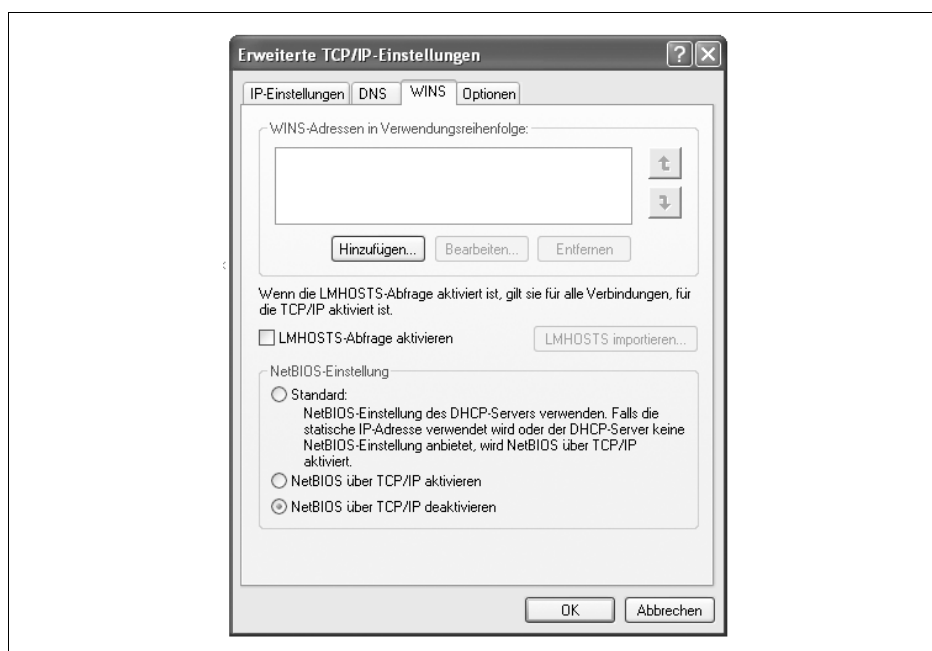 Erweiterte TCP/IP-Einstellungen
IP-Einstellungen DNS WINS Optionen
WINS-Adressen in Verwendungsreihenfolge:
Hinzufügen... Bearbeiten... Entfernen
Wenn die LMHOSTS-Abfrage aktiviert ist, gilt sie für alle Verbindungen, für
die TCP/IP aktiviert ist.
LMHOSTS-Abfrage aktivieren LMHOSTS importieren...
NetBIOS-Einstellung
Standard:
NetBIOS-Einstellung des DHCP-Servers verwenden. Falls die
statische IP-Adresse verwendet wird oder der DHCP-Server keine
NetBIOS-Einstellung anbietet, wird NetBIOS über TCP/IP
aktiviert.
NetBIOS über TCP/IP aktivieren
NetBIOS über TCP/IP deaktivieren
OK Abbrechen